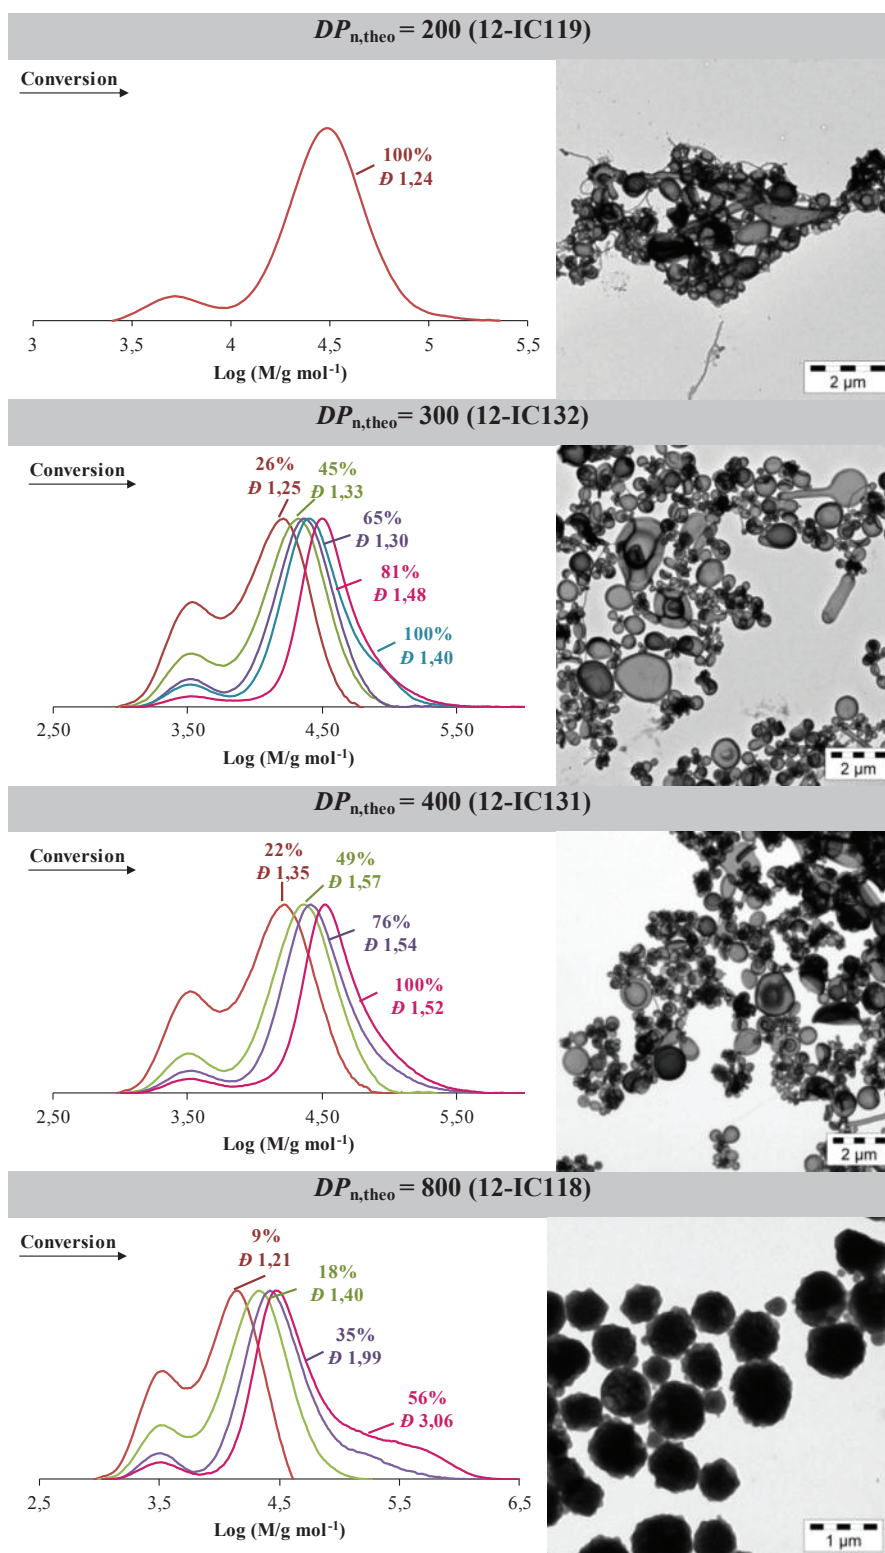 DPn,theo = 200 (12-IC119)
Conversion
100%
Đ 1,24
3 3,5 4 4,5 5 5,5
Log (M/g mol-1)
2 µm
DPn,theo = 300 (12-IC132)
Conversion
26%
Đ 1,25
45%
Đ 1,33
65%
Đ 1,30
81%
Đ 1,48
100%
Đ 1,40
2,50 3,50 4,50 5,50
Log (M/g mol-1)
2 µm
DPn,theo = 400 (12-IC131)
Conversion
22%
Đ 1,35
49%
Đ 1,57
76%
Đ 1,54
100%
Đ 1,52
2,50 3,50 4,50 5,50
Log (M/g mol-1)
2 µm
DPn,theo = 800 (12-IC118)
Conversion
9%
Đ 1,21
18%
Đ 1,40
35%
Đ 1,99
56%
Đ 3,06
2,5 3,5 4,5 5,5 6,5
Log (M/g mol-1)
1 µm